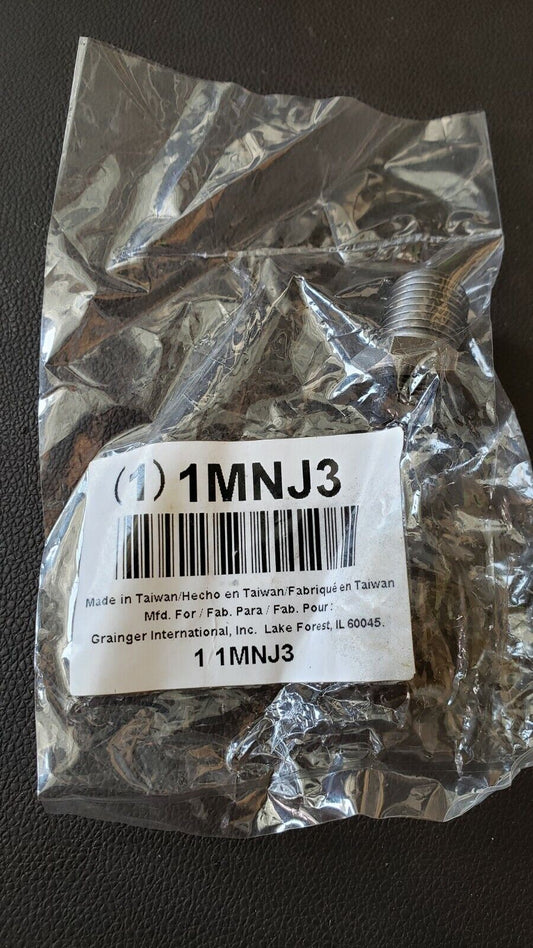 (1) 1MNJ3
Made in Taiwan/Hecho en Taiwan/Fabriqué en Taiwan
Mfd. For / Fab. Para / Fab. Pour:
Grainger International, Inc. Lake Forest, IL 60045.
1/1MNJ3